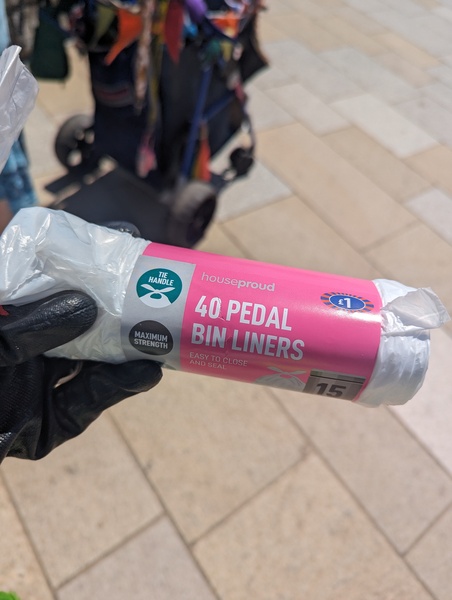 TIE
HANDLE
MAXIMUM
STRENGTH
houseproud
40 PEDAL
BIN LINERS
EASY TO CLOSE
AND SEAL
£1
15